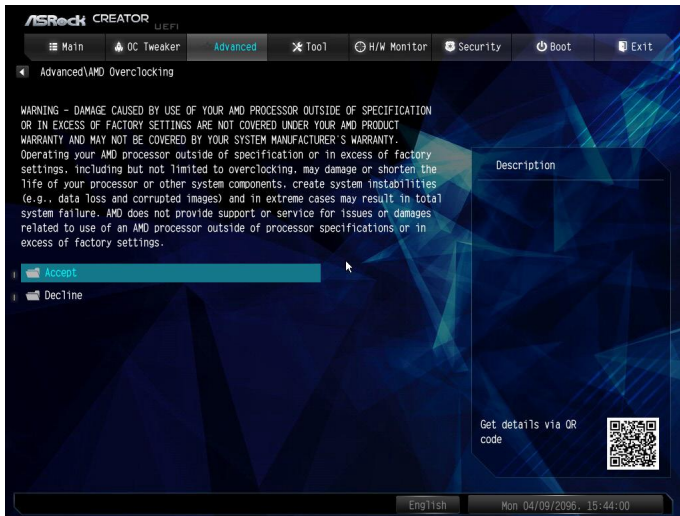 ASRock CREATOR UEFI
Main OC Tweaker Advanced Tool H/W Monitor Security Boot Exit
Advanced\AMD Overclocking
WARNING - DAMAGE CAUSED BY USE OF YOUR AMD PROCESSOR OUTSIDE OF SPECIFICATION
OR IN EXCESS OF FACTORY SETTINGS ARE NOT COVERED UNDER YOUR AMD PRODUCT
WARRANTY AND MAY NOT BE COVERED BY YOUR SYSTEM MANUFACTURER'S WARRANTY.
Operating your AMD processor outside of specification or in excess of factory
settings, including but not limited to overclocking, may damage or shorten the
life of your processor or other system components, create system instabilities
(e.g., data loss and corrupted images) and in extreme cases may result in total
system failure. AMD does not provide support or service for issues or damages
related to use of an AMD processor outside of processor specifications or in
excess of factory settings.
Accept
Decline
Description
Get details via QR
code
English
Mon 04/09/2096, 15:44:00